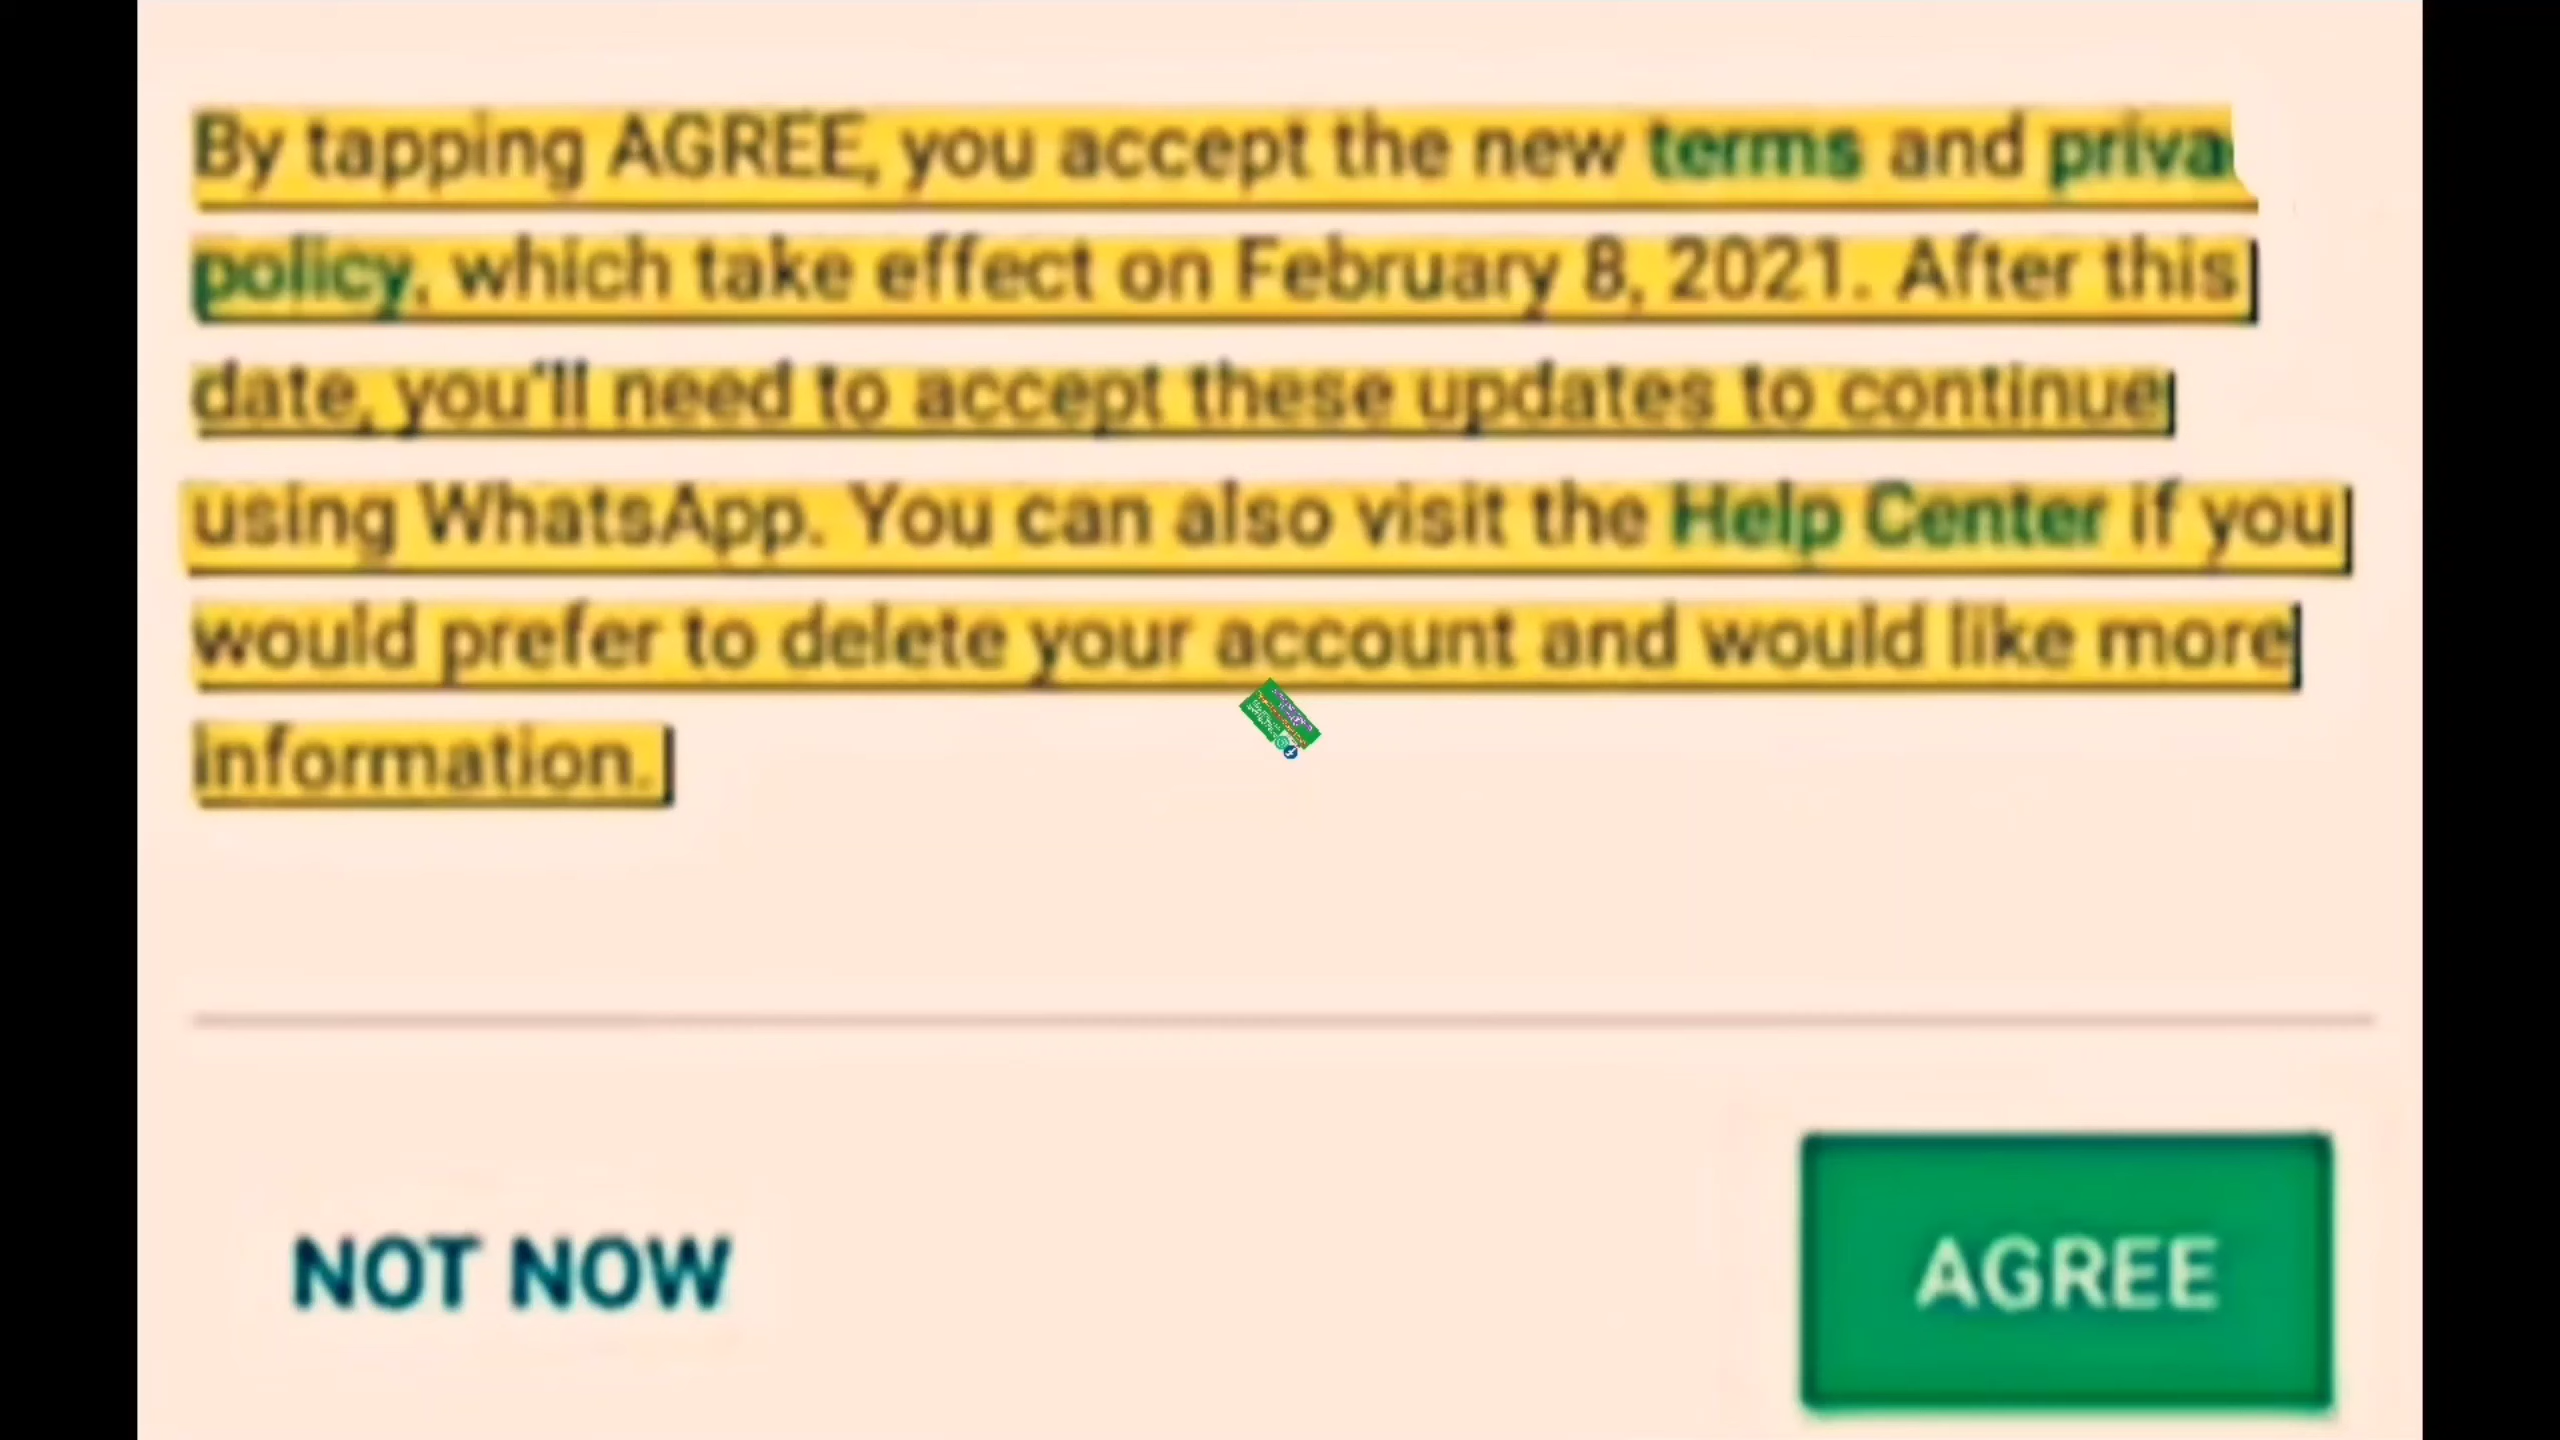 By tapping AGREE, you accept the new terms and priva
policy, which take effect on February 8, 2021. After this
date, you'll need to accept these updates to continue
using WhatsApp. You can also visit the Help Center if you
would prefer to delete your account and would like more
information.
NOT NOW
AGREE